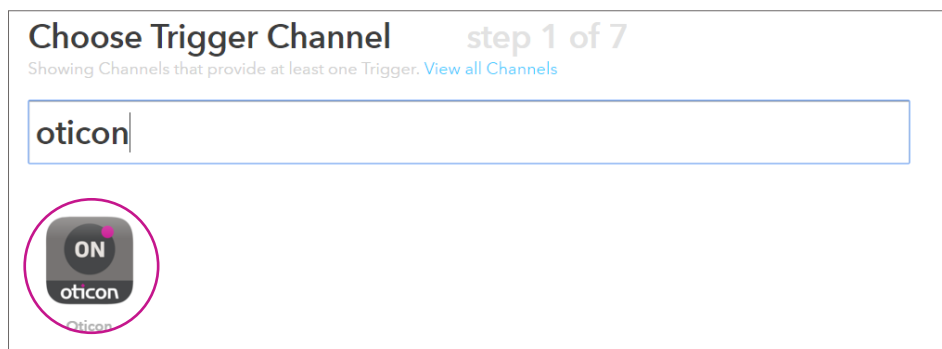 Choose Trigger Channel step 1 of 7
Showing Channels that provide at least one Trigger. View all Channels
oticon
ON
oticon
Oticon